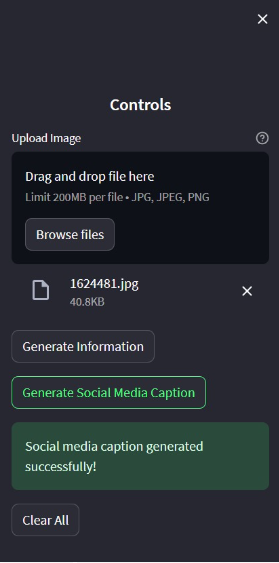 Controls
Upload Image
Drag and drop file here
Limit 200MB per file • JPG, JPEG, PNG
Browse files
1624481.jpg
40.8KB
Generate Information
Generate Social Media Caption
Social media caption generated
successfully!
Clear All